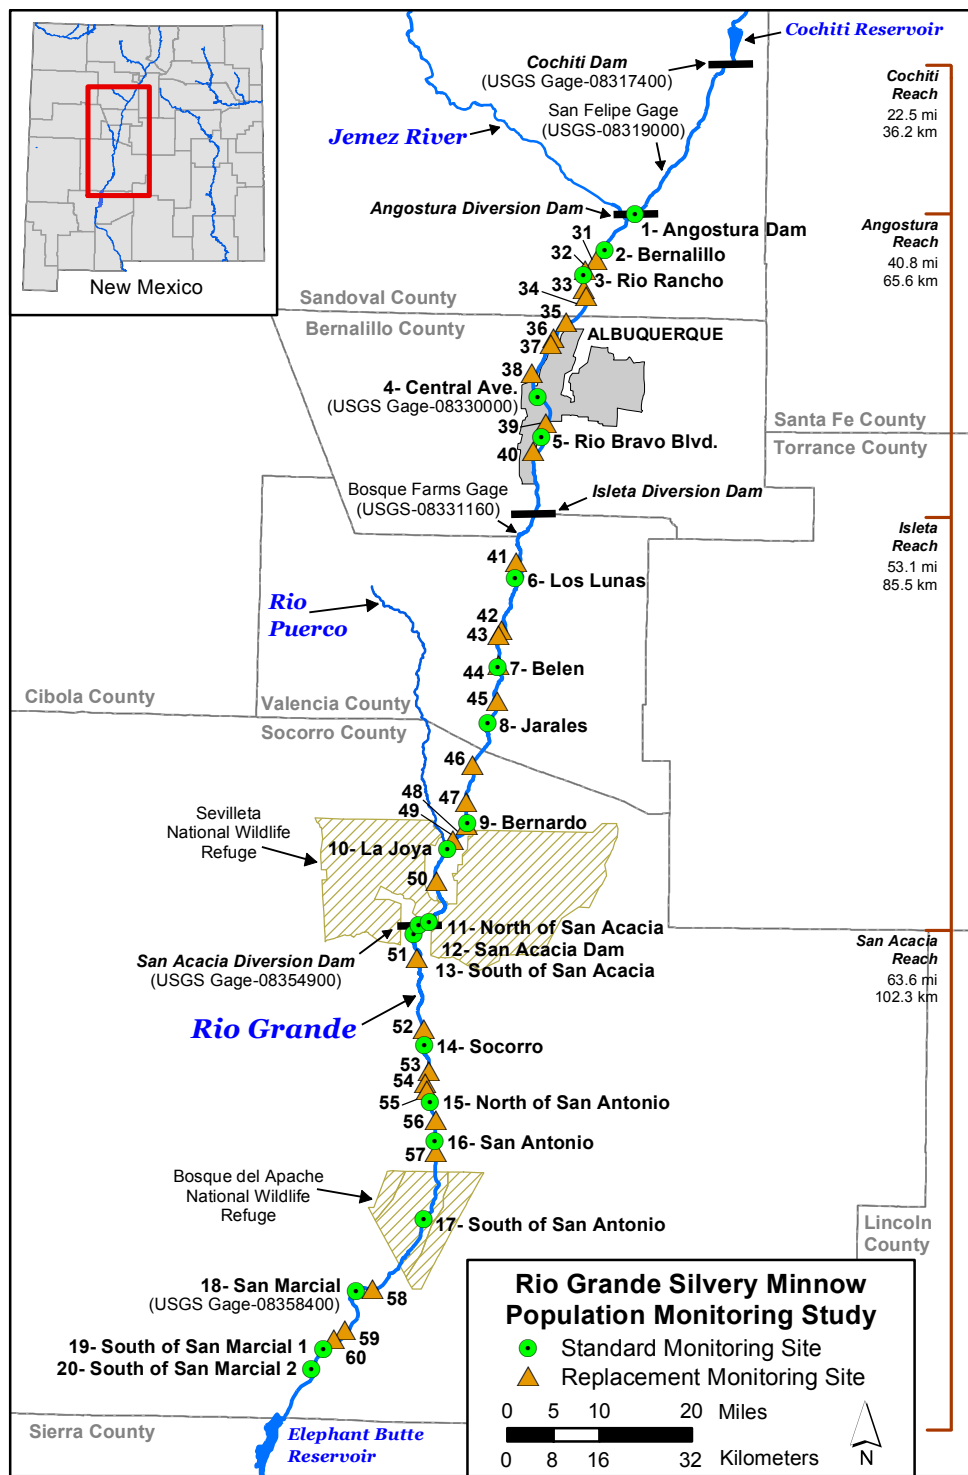 New Mexico
Cochiti Reservoir
Cochiti Dam
(USGS Gage-08317400)
San Felipe Gage
(USGS-08319000)
Jemez River
Cochiti
Reach
22.5 mi
36.2 km
Angostura Diversion Dam
1- Angostura Dam
31
2- Bernalillo
32
3- Rio Rancho
33
34
Angostura
Reach
40.8 mi
65.6 km
Sandoval County
Bernalillo County
35
36
37
ALBUQUERQUE
38
4- Central Ave.
(USGS Gage-08330000)
39
5- Rio Bravo Blvd.
40
Santa Fe County
Torrance County
Bosque Farms Gage
(USGS-08331160)
Isleta Diversion Dam
Isleta
Reach
53.1 mi
85.5 km
41
6- Los Lunas
Rio
Puerco
42
43
44
7- Belen
45
8- Jarales
Cibola County
Valencia County
Socorro County
46
47
48
49
9- Bernardo
Sevilleta
National Wildlife
Refuge
10- La Joya
50
11- North of San Acacia
12- San Acacia Dam
13- South of San Acacia
51
San Acacia Diversion Dam
(USGS Gage-08354900)
San Acacia
Reach
63.6 mi
102.3 km
Rio Grande
52
14- Socorro
53
54
55
15- North of San Antonio
56
16- San Antonio
57
Bosque del Apache
National Wildlife
Refuge
17- South of San Antonio
Lincoln
County
18- San Marcial
(USGS Gage-08358400)
58
59
60
19- South of San Marcial 1
20- South of San Marcial 2
Sierra County
Elephant Butte
Reservoir
Rio Grande Silvery Minnow
Population Monitoring Study
Standard Monitoring Site
Replacement Monitoring Site
0 5 10 20 Miles
0 8 16 32 Kilometers
N